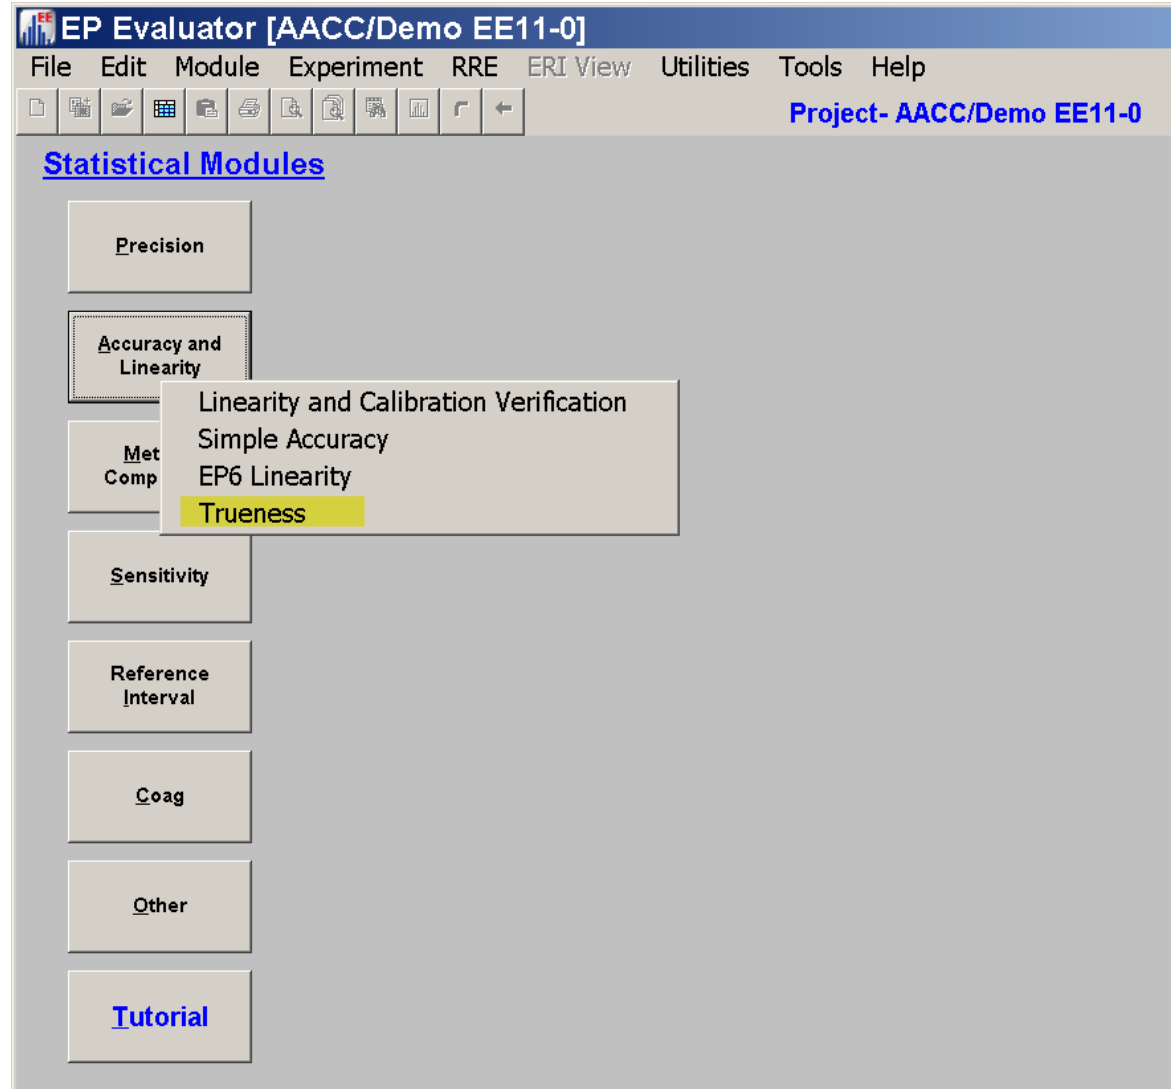 EE
EP Evaluator [AACC/Demo EE11-0]
File Edit Module Experiment RRE ERI View Utilities Tools Help
Project- AACC/Demo EE11-0
Statistical Modules
Precision
Accuracy and
Linearity
Linearity and Calibration Verification
Simple Accuracy
EP6 Linearity
Trueness
Met
Comp
Sensitivity
Reference
Interval
Coag
Other
Tutorial